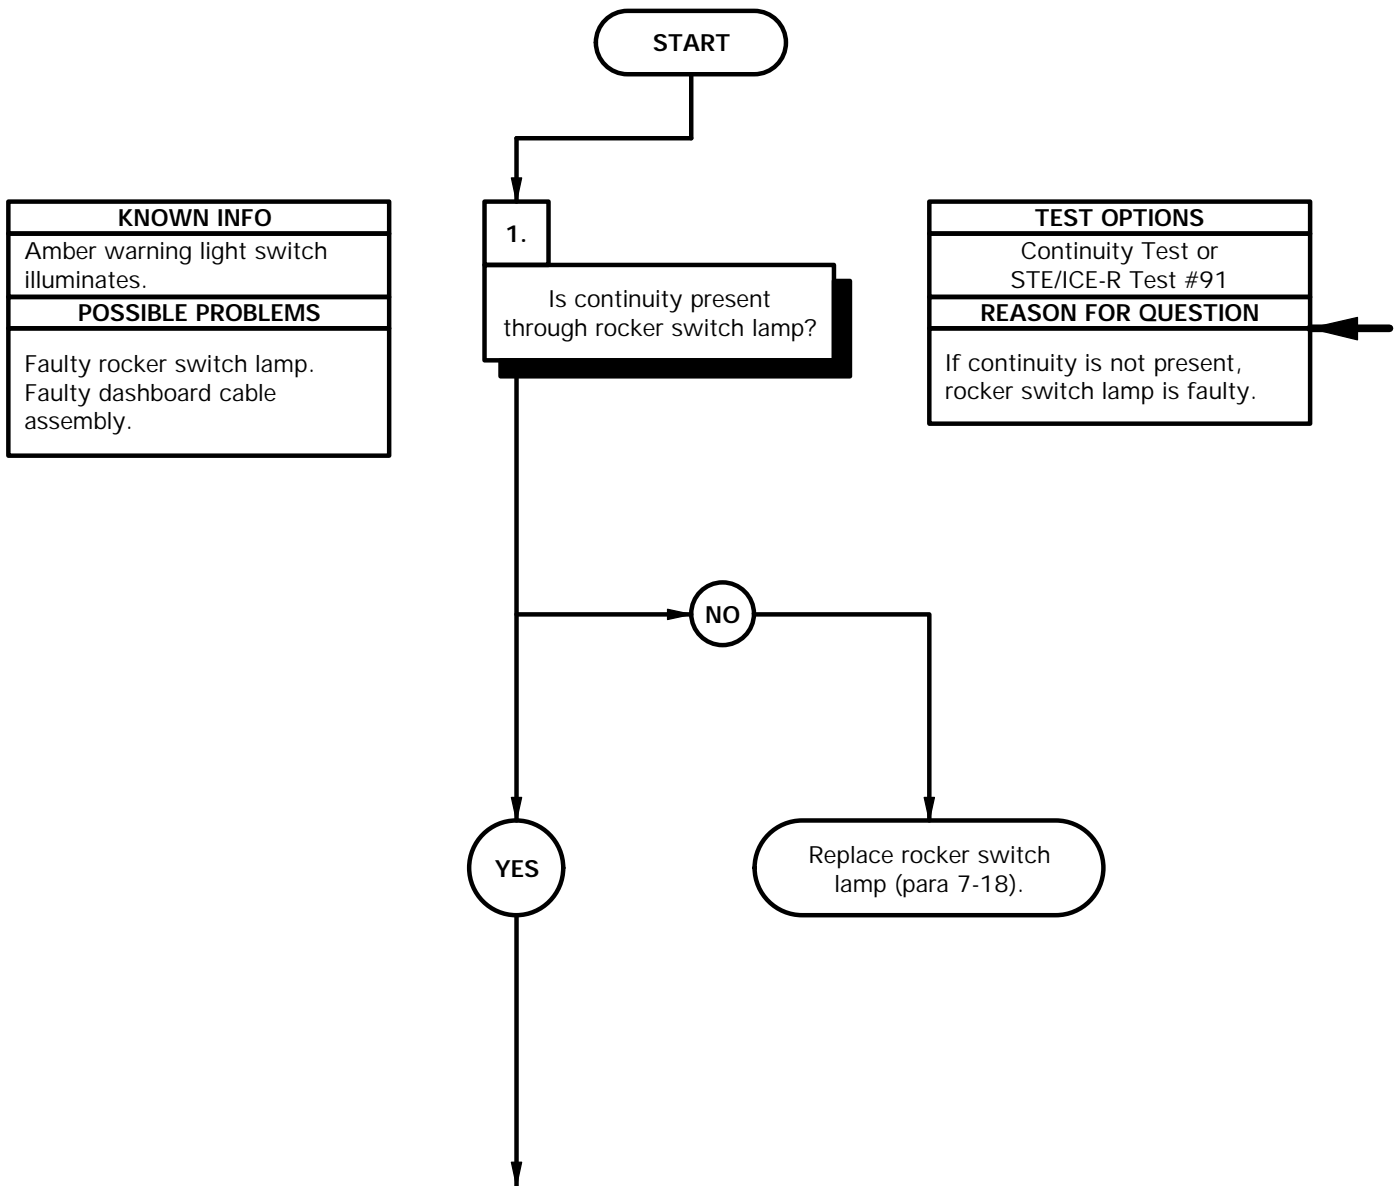 START
KNOWN INFO
Amber warning light switch
illuminates.
POSSIBLE PROBLEMS
Faulty rocker switch lamp.
Faulty dashboard cable
assembly.
1.
Is continuity present
through rocker switch lamp?
TEST OPTIONS
Continuity Test or
STE/ICE-R Test #91
REASON FOR QUESTION
If continuity is not present,
rocker switch lamp is faulty.
NO
YES
Replace rocker switch
lamp (para 7-18).